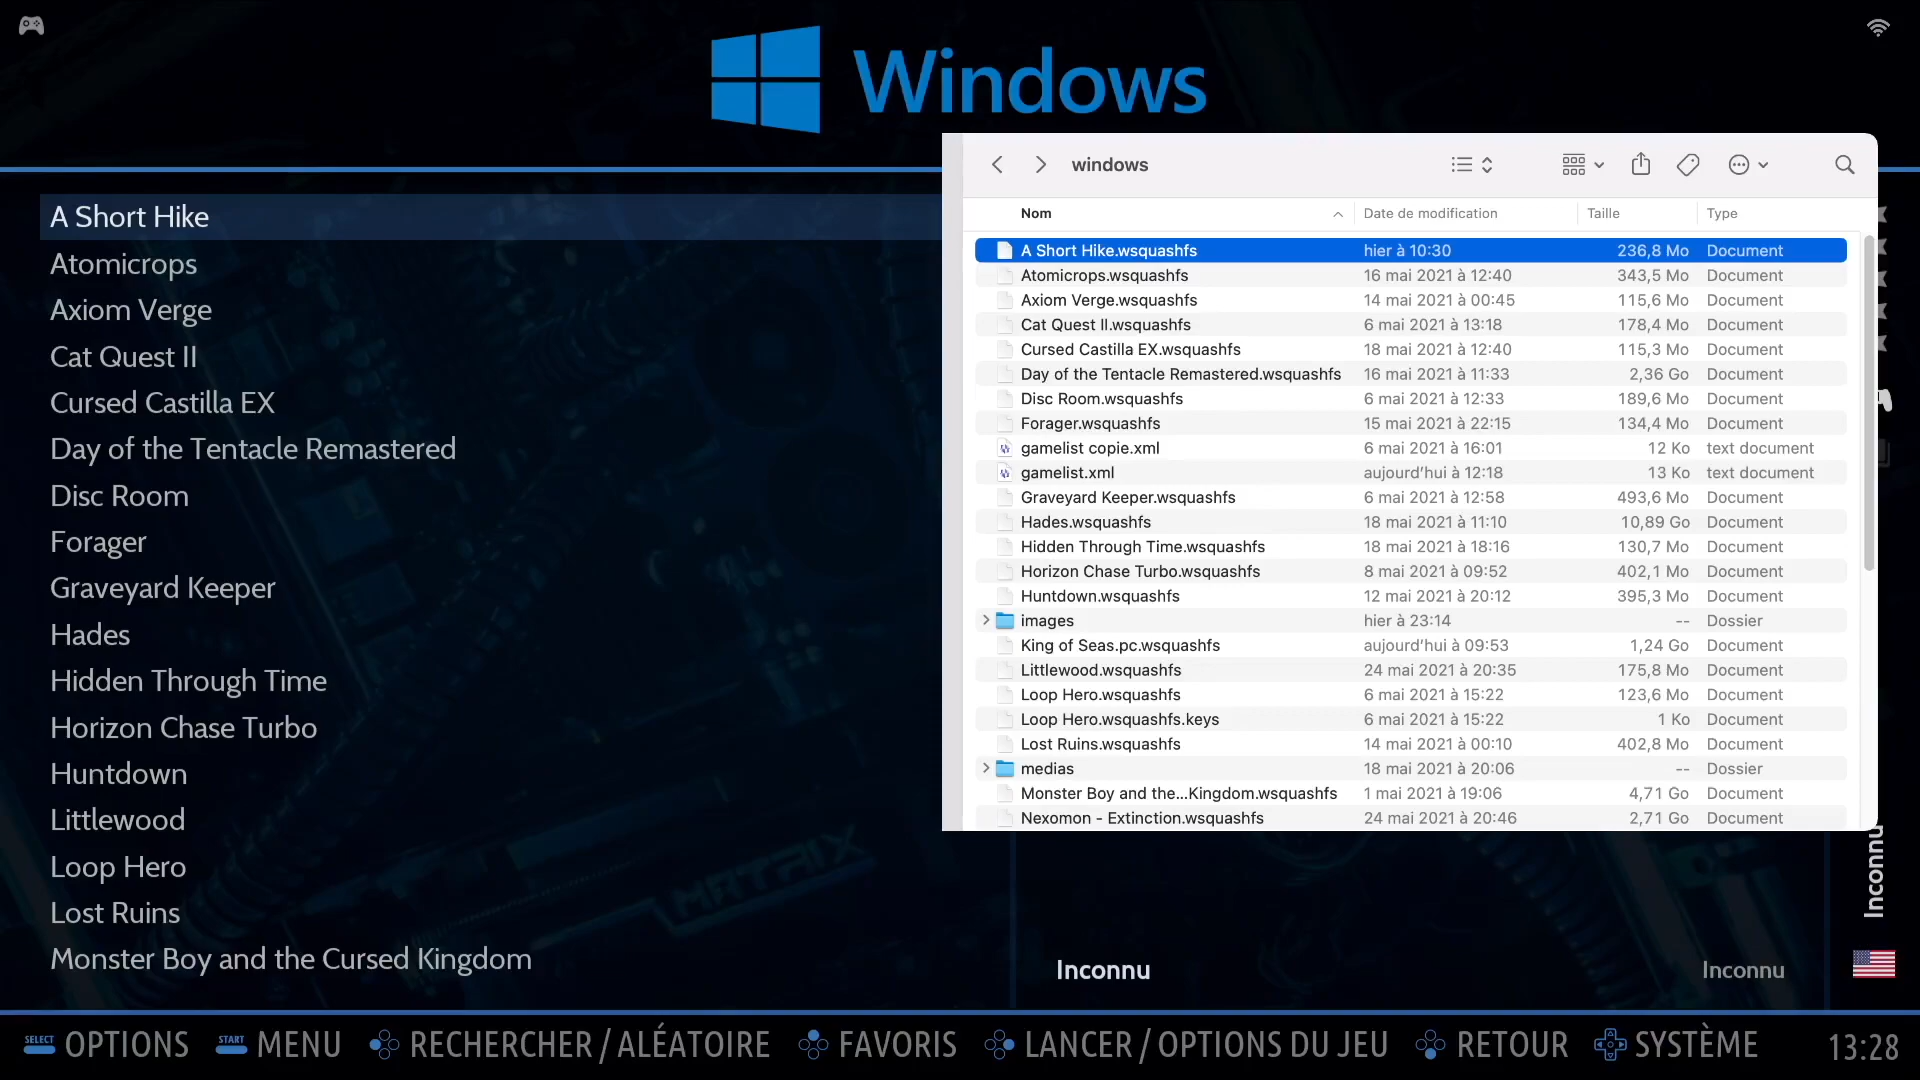 Windows
A Short Hike
Atomicrops
Axiom Verge
Cat Quest II
Cursed Castilla EX
Day of the Tentacle Remastered
Disc Room
Forager
Graveyard Keeper
Hades
Hidden Through Time
Horizon Chase Turbo
Huntdown
Littlewood
Loop Hero
Lost Ruins
Monster Boy and the Cursed Kingdom
windows
Nom Date de modification Taille Type
A Short Hike.wsquashfs hier à 10:30 236,8 Mo Document
Atomicrops.wsquashfs 16 mai 2021 à 12:40 343,5 Mo Document
Axiom Verge.wsquashfs 14 mai 2021 à 00:45 115,6 Mo Document
Cat Quest II.wsquashfs 6 mai 2021 à 13:18 178,4 Mo Document
Cursed Castilla EX.wsquashfs 18 mai 2021 à 12:40 115,3 Mo Document
Day of the Tentacle Remastered.wsquashfs 16 mai 2021 à 11:33 2,36 Go Document
Disc Room.wsquashfs 6 mai 2021 à 12:33 189,6 Mo Document
Forager.wsquashfs 15 mai 2021 à 22:15 134,4 Mo Document
gamelist copie.xml 6 mai 2021 à 16:01 12 Ko text document
gamelist.xml aujourd'hui à 12:18 13 Ko text document
Graveyard Keeper.wsquashfs 6 mai 2021 à 12:58 493,6 Mo Document
Hades.wsquashfs 18 mai 2021 à 11:10 10,89 Go Document
Hidden Through Time.wsquashfs 18 mai 2021 à 18:16 130,7 Mo Document
Horizon Chase Turbo.wsquashfs 8 mai 2021 à 09:52 402,1 Mo Document
Huntdown.wsquashfs 12 mai 2021 à 20:12 395,3 Mo Document
images hier à 23:14 -- Dossier
King of Seas.pc.wsquashfs aujourd'hui à 09:53 1,24 Go Document
Littlewood.wsquashfs 24 mai 2021 à 20:35 175,8 Mo Document
Loop Hero.wsquashfs 6 mai 2021 à 15:22 123,6 Mo Document
Loop Hero.wsquashfs.keys 6 mai 2021 à 15:22 1 Ko Document
Lost Ruins.wsquashfs 14 mai 2021 à 00:10 402,8 Mo Document
medias 18 mai 2021 à 20:06 -- Dossier
Monster Boy and the...Kingdom.wsquashfs 1 mai 2021 à 19:06 4,71 Go Document
Nexomon - Extinction.wsquashfs 24 mai 2021 à 20:46 2,71 Go Document
MATRIX
Inconnu
Inconnu
Inconnu
SELECT OPTIONS START MENU RECHERCHER / ALÉATOIRE FAVORIS LANCER / OPTIONS DU JEU RETOUR SYSTÈME 13:28